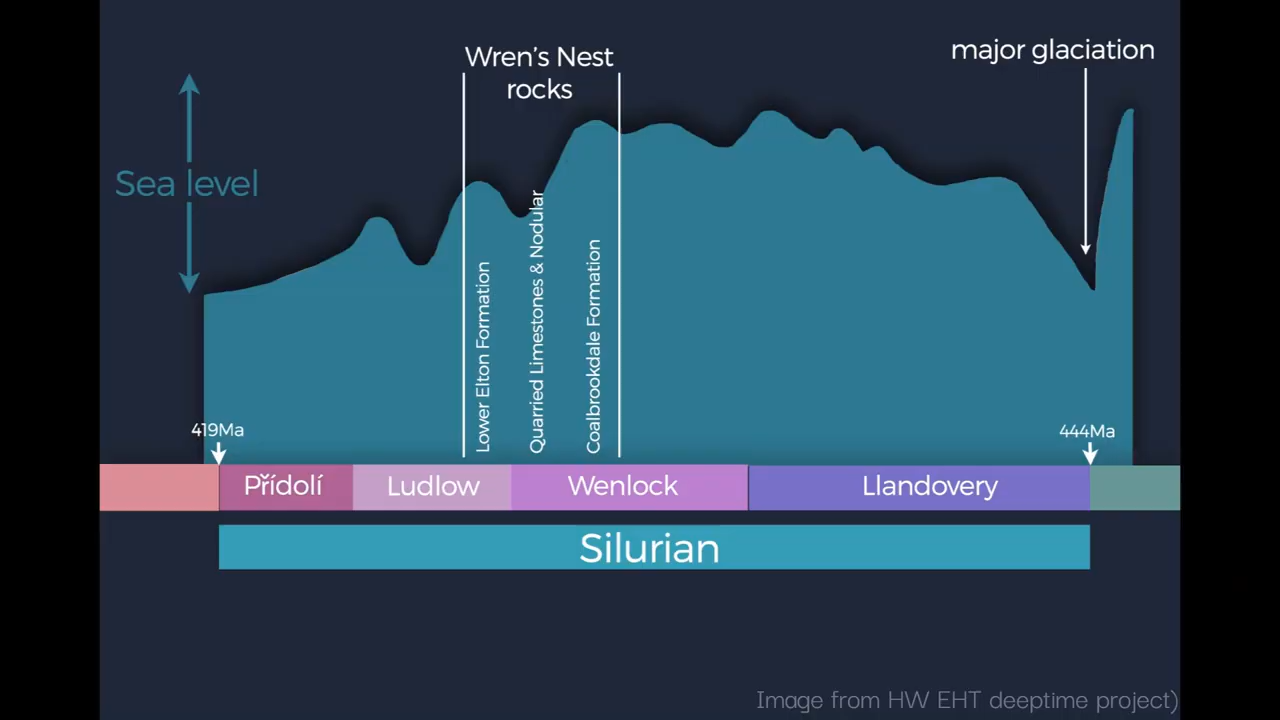 Wren's Nest
rocks
major glaciation
Sea level
Lower Elton Formation
Quarried Limestones & Nodular
Coalbrookdale Formation
419Ma
444Ma
Přídolí
Ludlow
Wenlock
Llandovery
Silurian
Image from HW EHT deeptime project)